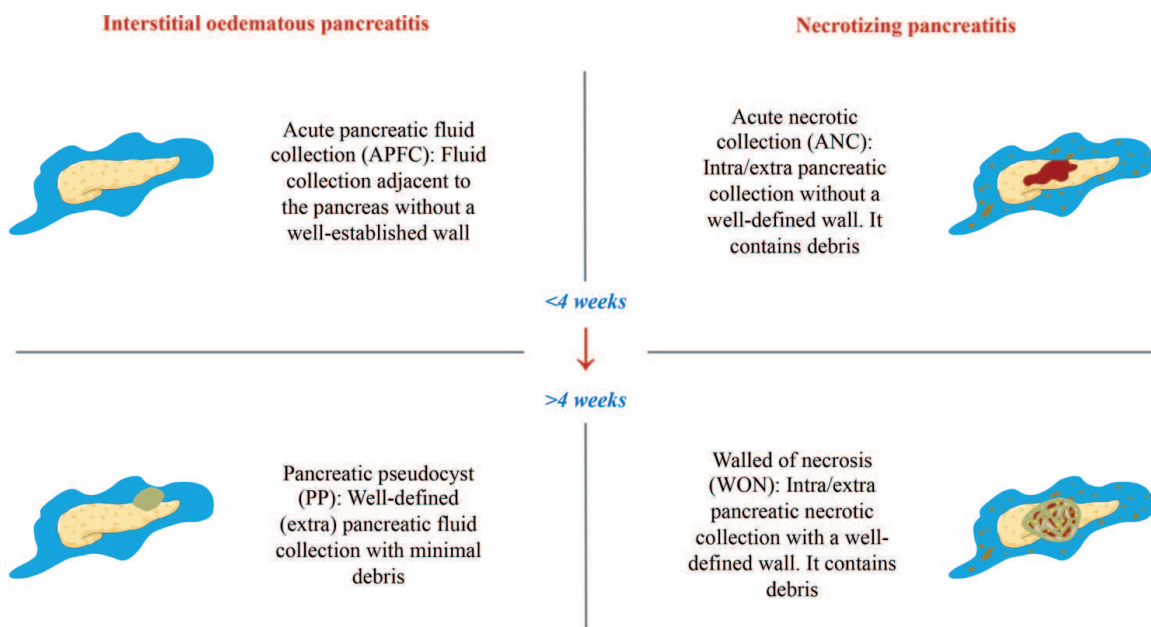 Interstitial oedematous pancreatitis
Necrotizing pancreatitis
Acute pancreatic fluid
collection (APFC): Fluid
collection adjacent to
the pancreas without a
well-established wall
Acute necrotic
collection (ANC):
Intra/extra pancreatic
collection without a
well-defined wall. It
contains debris
<4 weeks
>4 weeks
Pancreatic pseudocyst
(PP): Well-defined
(extra) pancreatic fluid
collection with minimal
debris
Walled of necrosis
(WON): Intra/extra
pancreatic necrotic
collection with a well-
defined wall. It contains
debris